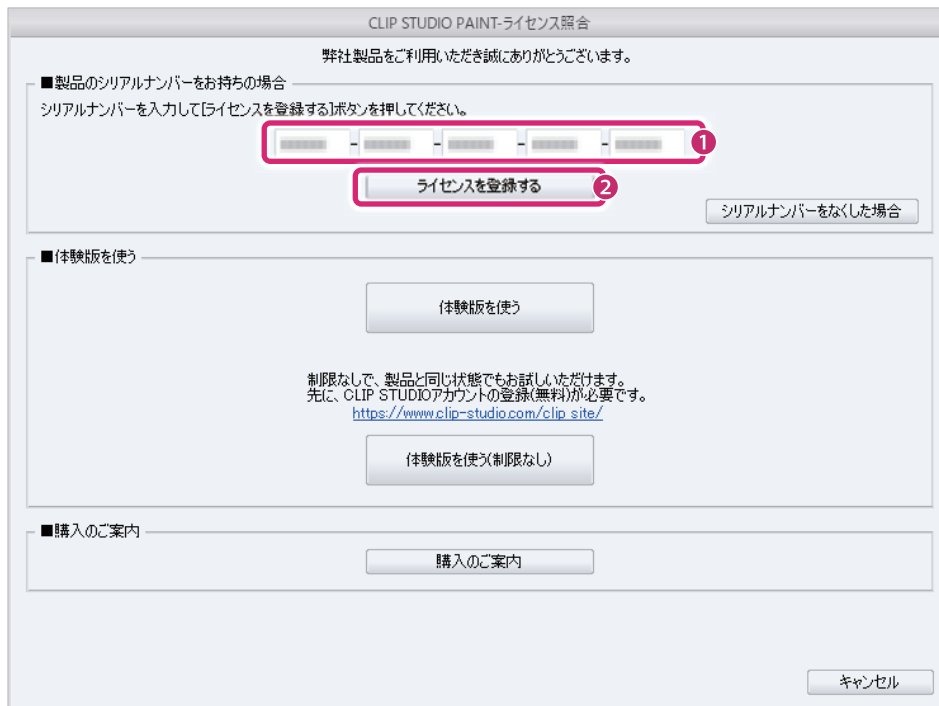 CLIP STUDIO PAINT-ライセンス照合
弊社製品をご利用いただき誠にありがとうございます。
■製品のシリアルナンバーをお持ちの場合
シリアルナンバーを入力して[ライセンスを登録する]ボタンを押してください。
- - - -
1
ライセンスを登録する
2
シリアルナンバーをなくした場合
■体験版を使う
体験版を使う
制限なしで、製品と同じ状態でもお試しいただけます。
先に、CLIP STUDIOアカウントの登録(無料)が必要です。
https://www.clip-studio.com/clip_site/
体験版を使う(制限なし)
■購入のご案内
購入のご案内
キャンセル